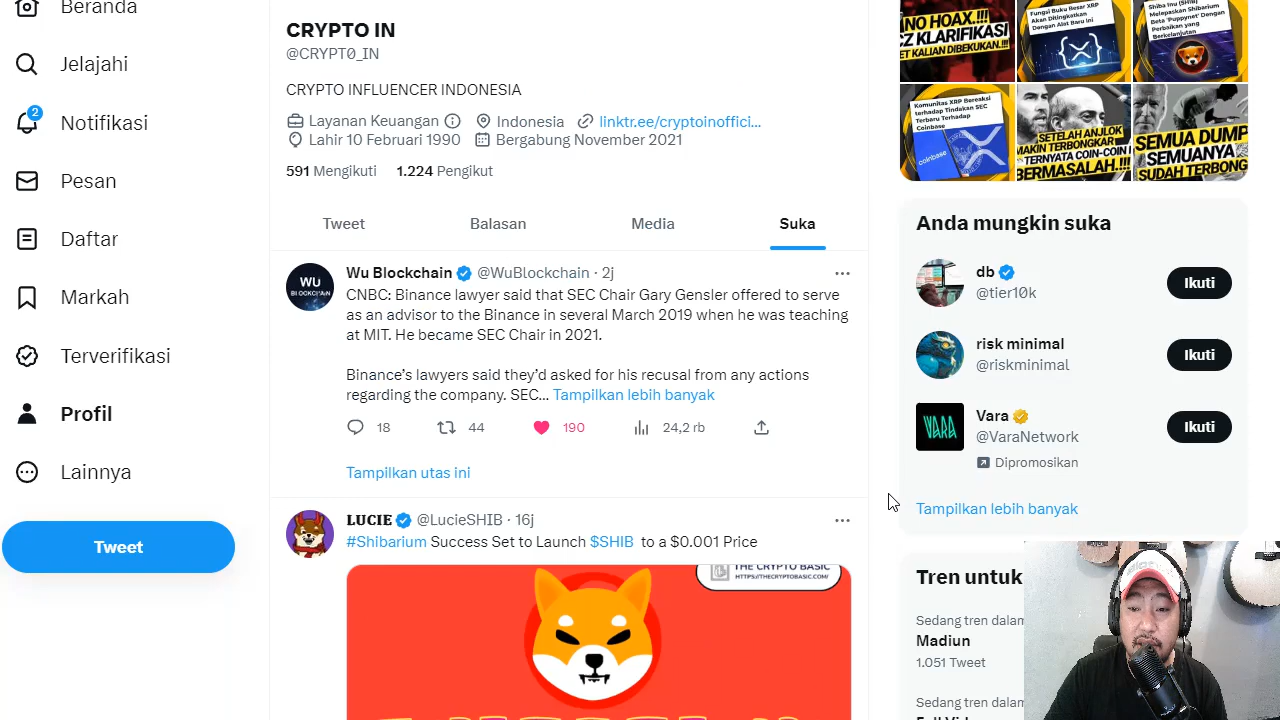 Beranda
Jelajahi
2
Notifikasi
Pesan
Daftar
Markah
Terverifikasi
Profil
Lainnya
Tweet
CRYPTO IN
@CRYPT0_IN
CRYPTO INFLUENCER INDONESIA
Layanan Keuangan
Indonesia
linktr.ee/cryptoinoffici...
Lahir 10 Februari 1990
Bergabung November 2021
591 Mengikuti
1.224 Pengikut
Tweet
Balasan
Media
Suka
WU
BLOCKCHAIN
Wu Blockchain @WuBlockchain · 2j
CNBC: Binance lawyer said that SEC Chair Gary Gensler offered to serve
as an advisor to the Binance in several March 2019 when he was teaching
at MIT. He became SEC Chair in 2021.
Binance’s lawyers said they’d asked for his recusal from any actions
regarding the company. SEC... Tampilkan lebih banyak
18
44
190
24,2 rb
Tampilkan utas ini
LUCIE @LucieSHIB · 16j
#Shibarium Success Set to Launch $SHIB to a $0.001 Price
THE CRYPTO BASIC
HTTPS://THECRYPTOBASIC.COM/
NO HOAX.!!!
CZ KLARIFIKASI
ET KALIAN DIBEKUKAN.!!!
Fungsi Buku Besar XRP
Akan Ditingkatkan
Dengan Alat Baru ini
Shiba Inu (SHIB)
Melepaskan Shibarium
Beta 'Puppynet' Dengan
Perbaikan yang
Berkelanjutan
Komunitas XRP Bereaksi
terhadap Tindakan SEC
Terbaru Terhadap
Coinbase
coinbase
SETELAH ANJLOK
MAKIN TERBONGKAR
TERNYATA COIN-COIN
BERMASALAH.!!!
SEMUA DUMP
SEMUANYA
SUDAH TERBONG
Anda mungkin suka
db
@tier10k
Ikuti
risk minimal
@riskminimal
Ikuti
VARA
Vara
@VaraNetwork
Ikuti
Dipromosikan
Tampilkan lebih banyak
Tren untuk
Sedang tren dalam
Madiun
1.051 Tweet
Sedang tren dalam